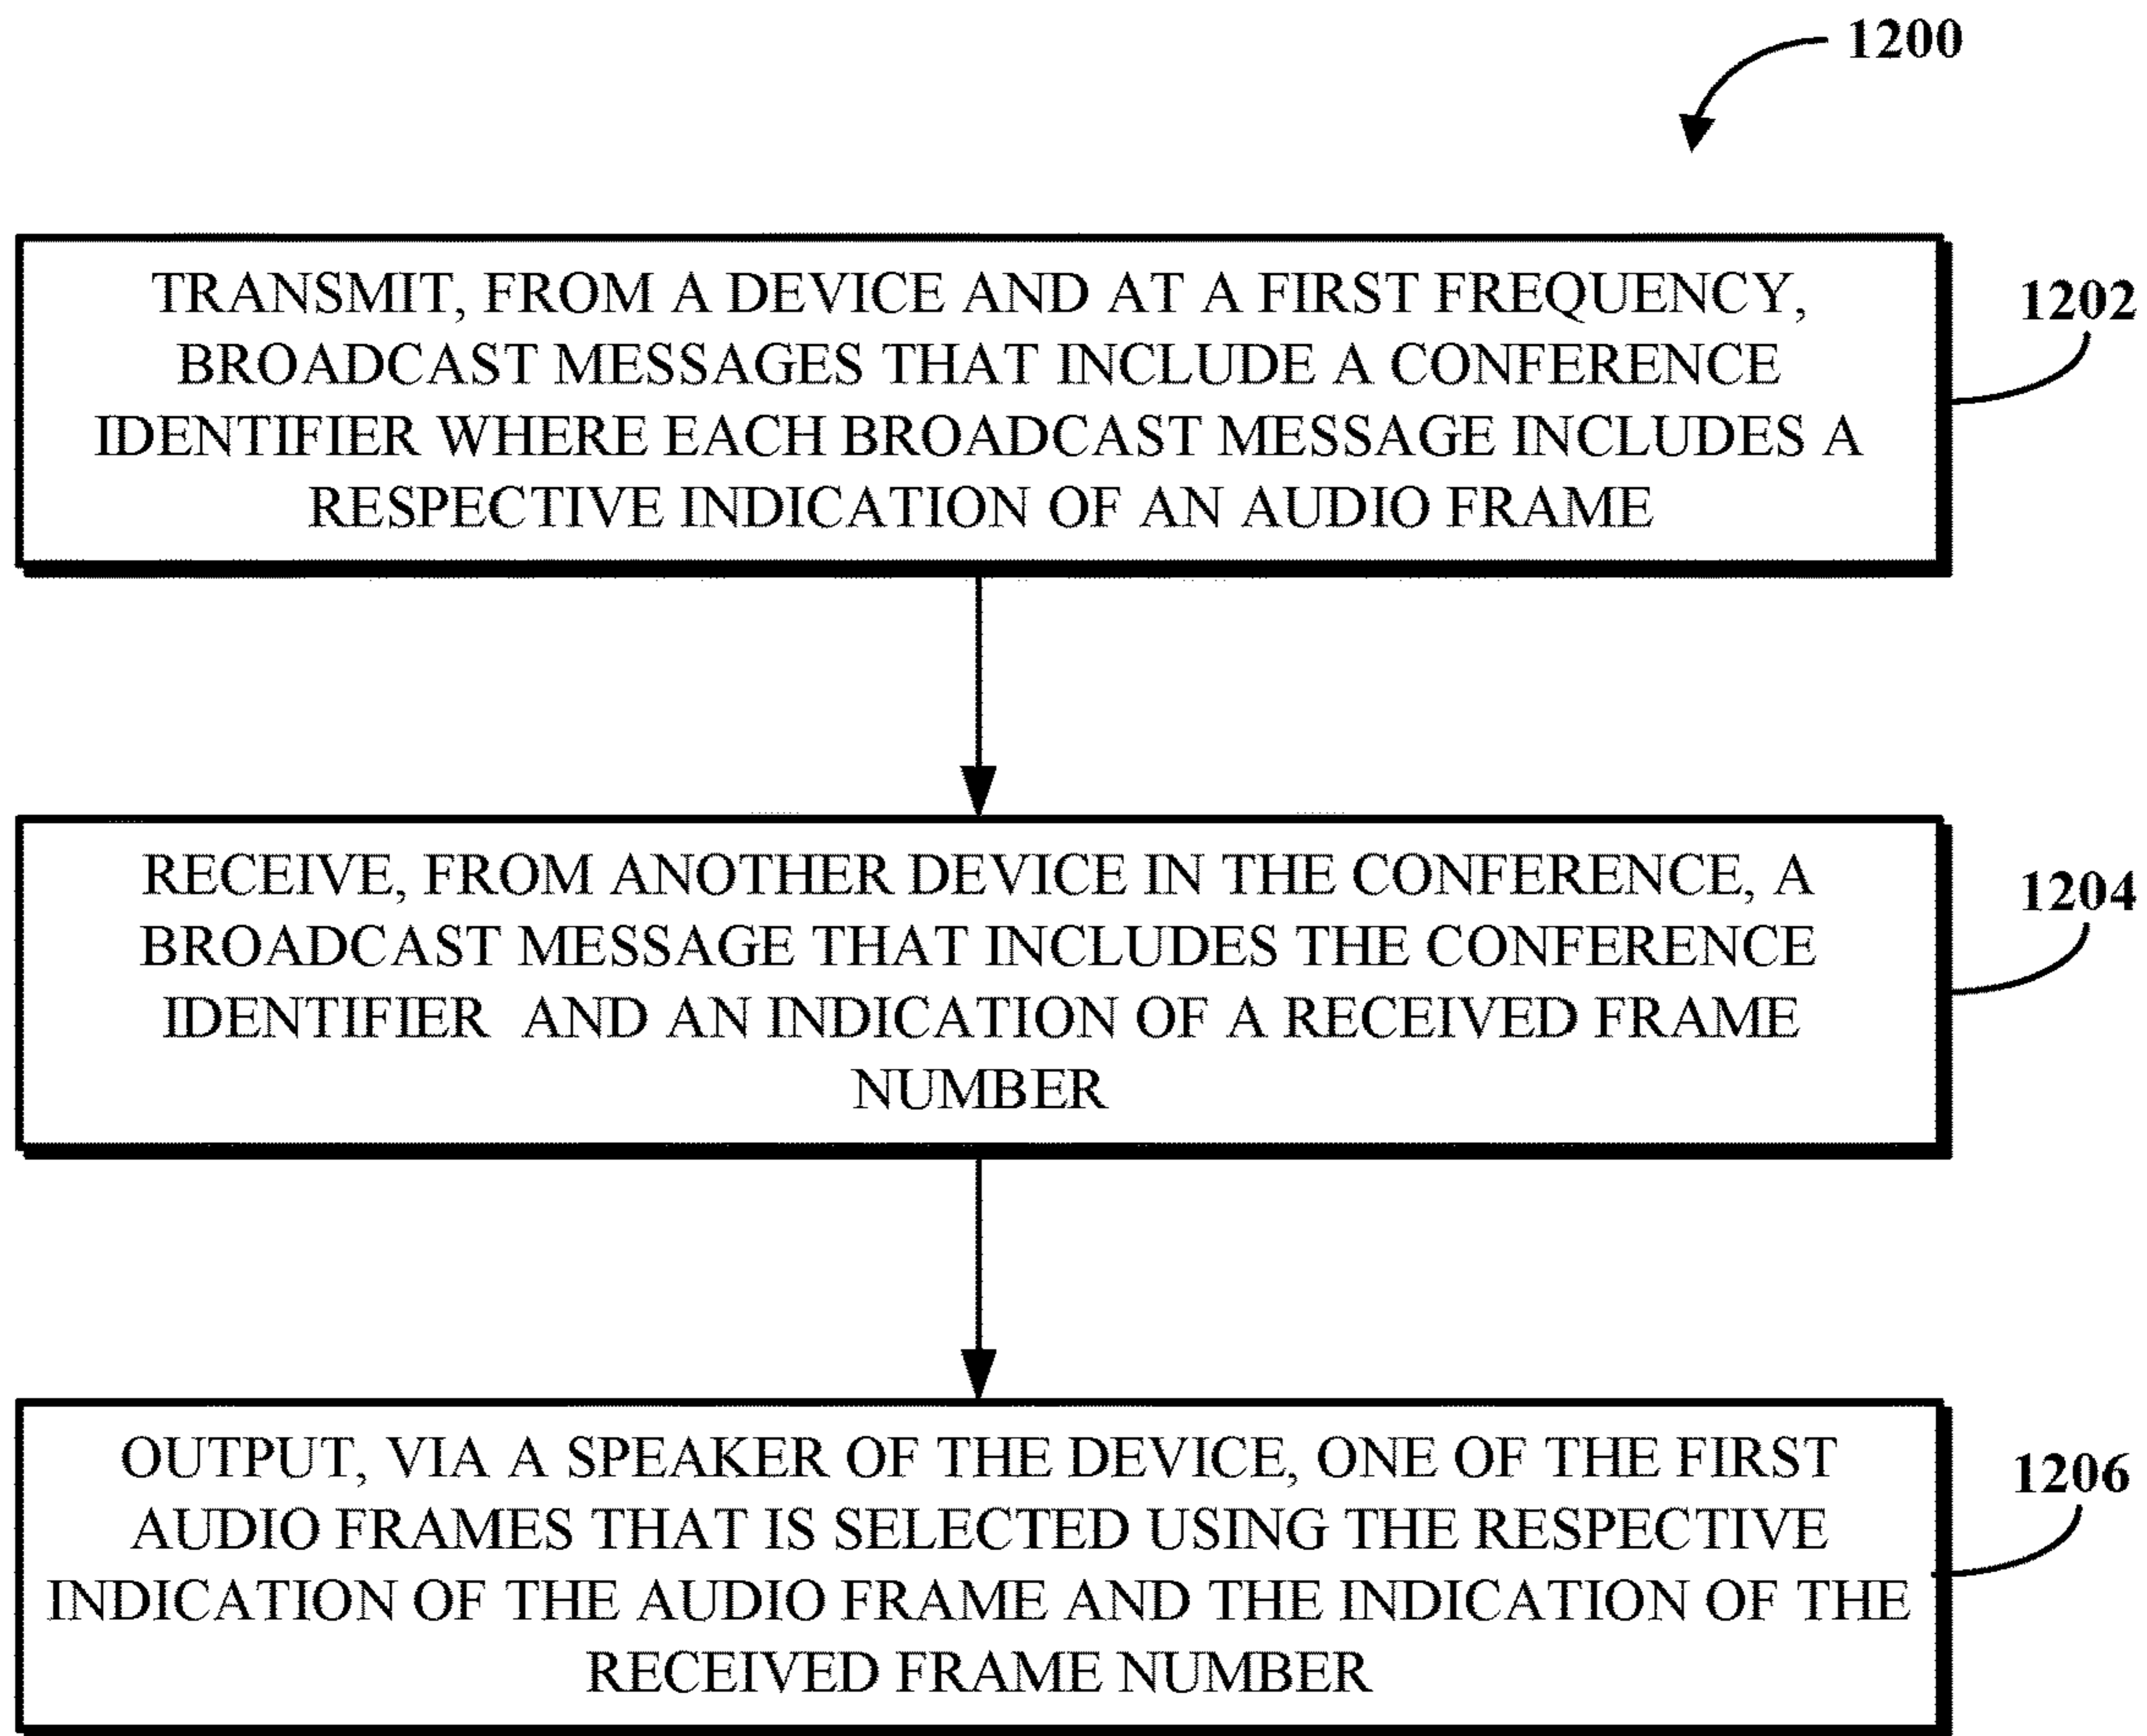 1200
TRANSMIT, FROM A DEVICE AND AT A FIRST FREQUENCY,
BROADCAST MESSAGES THAT INCLUDE A CONFERENCE
IDENTIFIER WHERE EACH BROADCAST MESSAGE INCLUDES A
RESPECTIVE INDICATION OF AN AUDIO FRAME
1202
RECEIVE, FROM ANOTHER DEVICE IN THE CONFERENCE, A
BROADCAST MESSAGE THAT INCLUDES THE CONFERENCE
IDENTIFIER AND AN INDICATION OF A RECEIVED FRAME
NUMBER
1204
OUTPUT, VIA A SPEAKER OF THE DEVICE, ONE OF THE FIRST
AUDIO FRAMES THAT IS SELECTED USING THE RESPECTIVE
INDICATION OF THE AUDIO FRAME AND THE INDICATION OF THE
RECEIVED FRAME NUMBER
1206